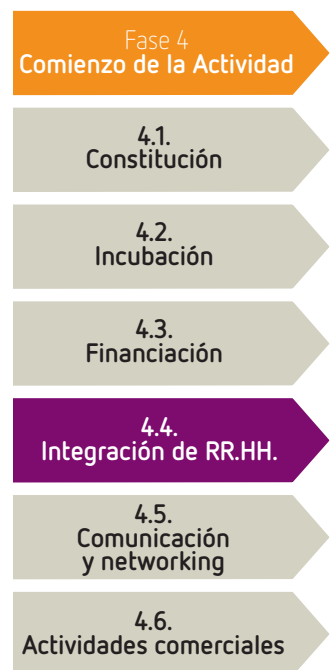 Fase 4
Comienzo de la Actividad
4.1.
Constitución
4.2.
Incubación
4.3.
Financiación
4.4.
Integración de RR.HH.
4.5.
Comunicación
y networking
4.6.
Actividades comerciales